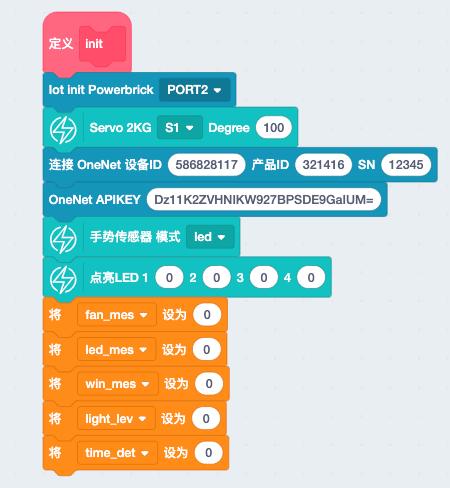 定义 init
Iot init Powerbrick PORT2
Servo 2KG S1 Degree 100
连接 OneNet 设备ID 586828117 产品ID 321416 SN 12345
OneNet APIKEY Dz11K2ZVHNIKW927BPSDE9GaIUM=
手势传感器 模式 led
点亮LED 1 0 2 0 3 0 4 0
将 fan_mes 设为 0
将 led_mes 设为 0
将 win_mes 设为 0
将 light_lev 设为 0
将 time_det 设为 0